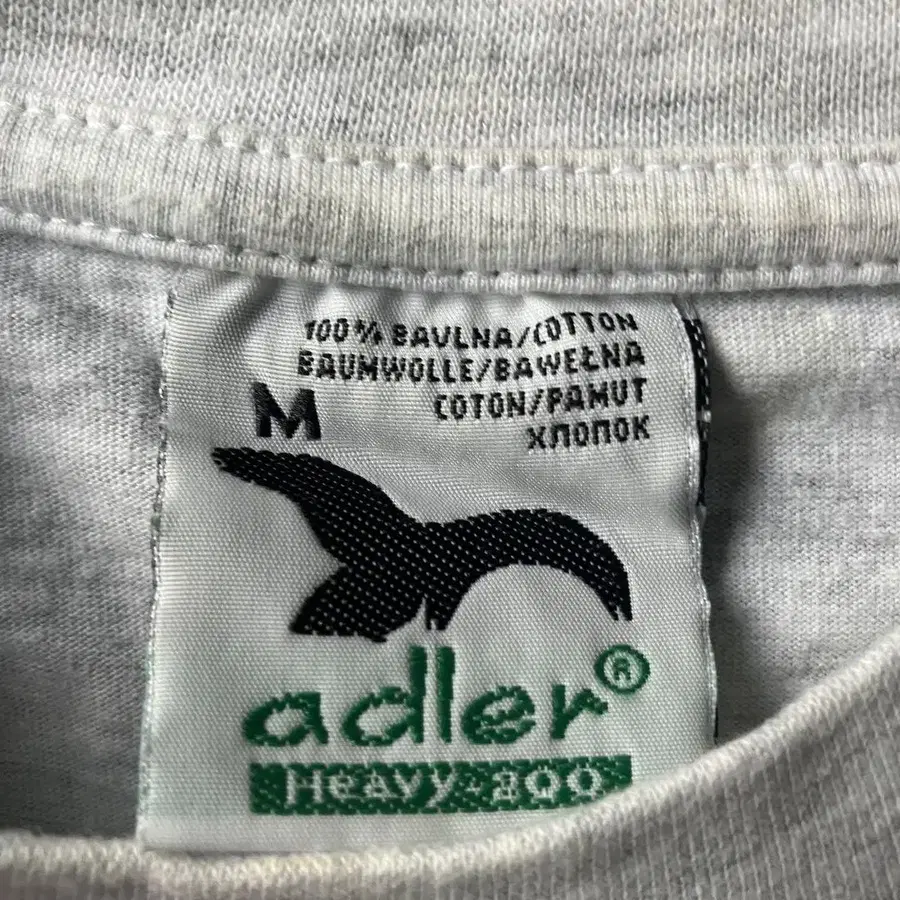 100% BAVLNA/COTTON
BAUMWOLLE/BAWEŁNA
M COTON/PAMUT
ХЛОПОК
adler®
Heavy-200